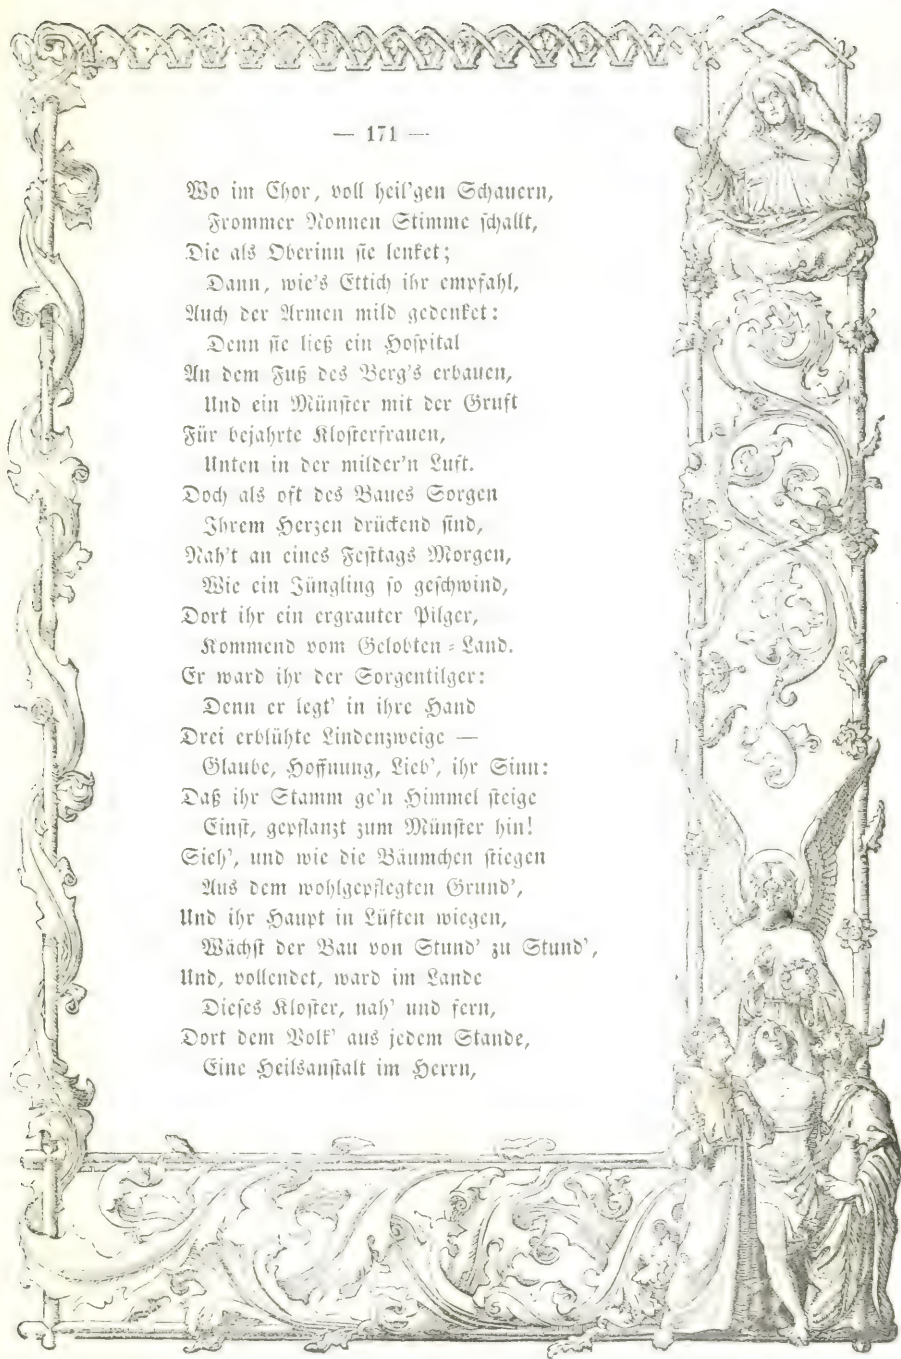 — 171 —
Wo im Chor, voll heil'gen Schauern,
Frommer Nonnen Stimme schallt,
Die als Oberinn sie lenket;
Dann, wie's Ettich ihr empfahl,
Auch der Armen mild gedenket:
Denn sie ließ ein Hospital
An dem Fuß des Berg's erbauen,
Und ein Münster mit der Gruft
Für bejahrte Klosterfrauen,
Unten in der milder'n Luft.
Doch als oft des Baues Sorgen
Ihrem Herzen drückend sind,
Nah't an eines Festtags Morgen,
Wie ein Jüngling so geschwind,
Dort ihr ein ergrauter Pilger,
Kommend vom Gelobten-Land.
Er ward ihr der Sorgentilger:
Denn er legt' in ihre Hand
Drei erblühte Lindenzweige —
Glaube, Hoffnung, Lieb', ihr Sinn:
Daß ihr Stamm ge'n Himmel steige
Einst, gepflanzt zum Münster hin!
Sieh', und wie die Bäumchen stiegen
Aus dem wohlgepflegten Grund',
Und ihr Haupt in Lüften wiegen,
Wächst der Bau von Stund' zu Stund',
Und, vollendet, ward im Lande
Dieses Kloster, nah' und fern,
Dort dem Volk' aus jedem Stande,
Eine Heilsanstalt im Herrn,